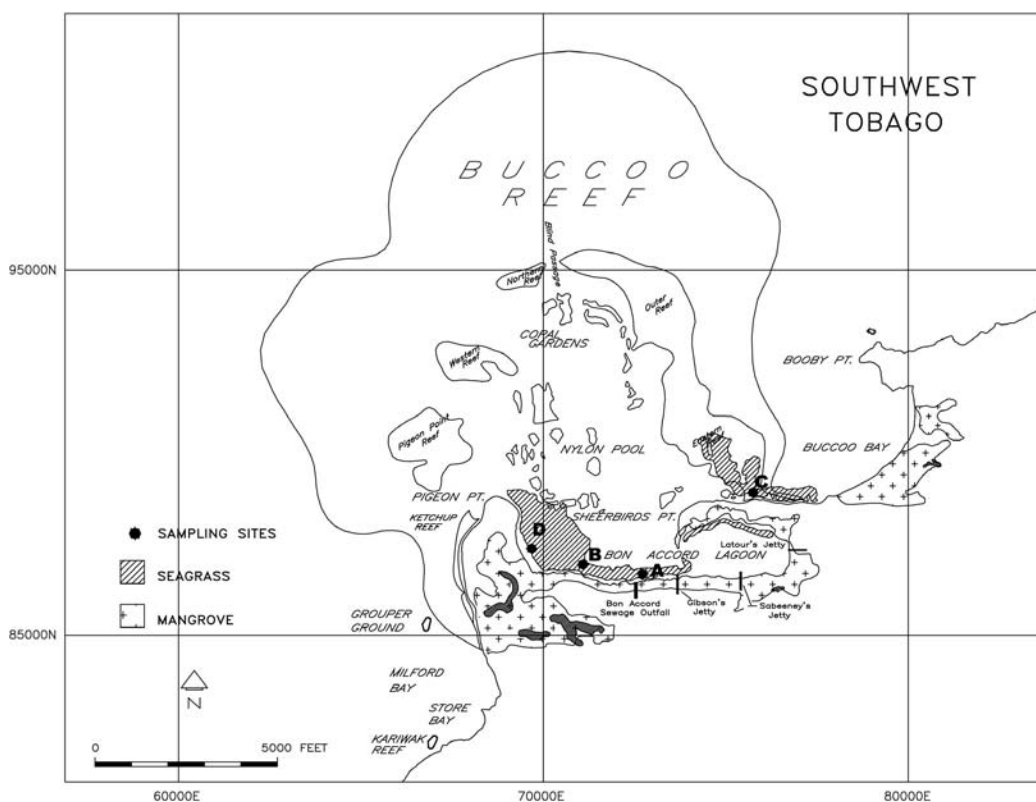 SOUTHWEST
TOBAGO
BUCCOO
REEF
Blind Passage
95000N
Northern
Reef
Outer
Reef
CORAL
GARDENS
Western
Reef
BOOBY PT.
Pigeon Point
Reef
Eastern
Reef
BUCCOO BAY
NYLON POOL
C
PIGEON PT.
KETCHUP
REEF
SHEERBIRDS PT.
SAMPLING SITES
D
Latour's Jetty
B
BON ACCORD LAGOON
SEAGRASS
A
Bon Accord
Sewage Outfall
Gibson's
Jetty
Sabeeney's
Jetty
MANGROVE
GROUPER
GROUND
85000N
MILFORD
BAY
N
STORE
BAY
KARIWAK
REEF
0 5000 FEET
60000E 70000E 80000E